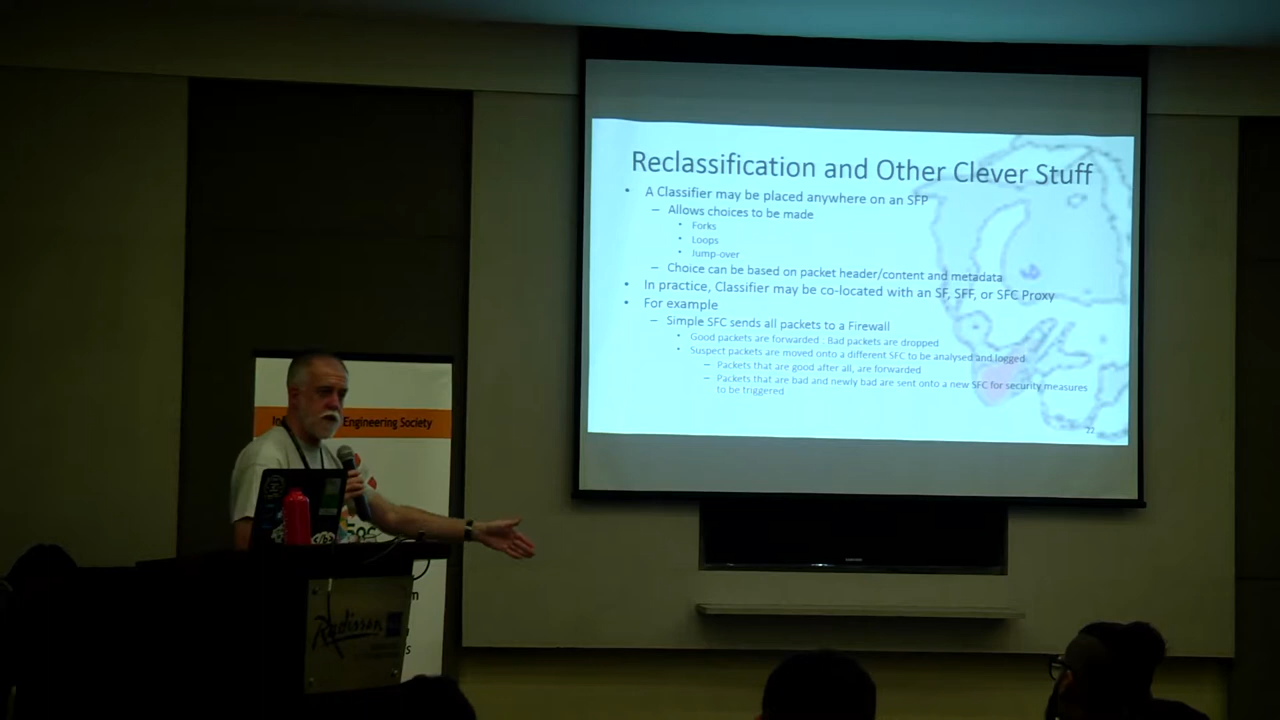 Reclassification and Other Clever Stuff
• A Classifier may be placed anywhere on an SFP
– Allows choices to be made
• Forks
• Loops
• Jump-over
– Choice can be based on packet header/content and metadata
• In practice, Classifier may be co-located with an SF, SFF, or SFC Proxy
• For example
– Simple SFC sends all packets to a Firewall
• Good packets are forwarded : Bad packets are dropped
• Suspect packets are moved onto a different SFC to be analysed and logged
– Packets that are good after all, are forwarded
– Packets that are bad and newly bad are sent onto a new SFC for security measures
to be triggered
22
Engineering Society
Radisson